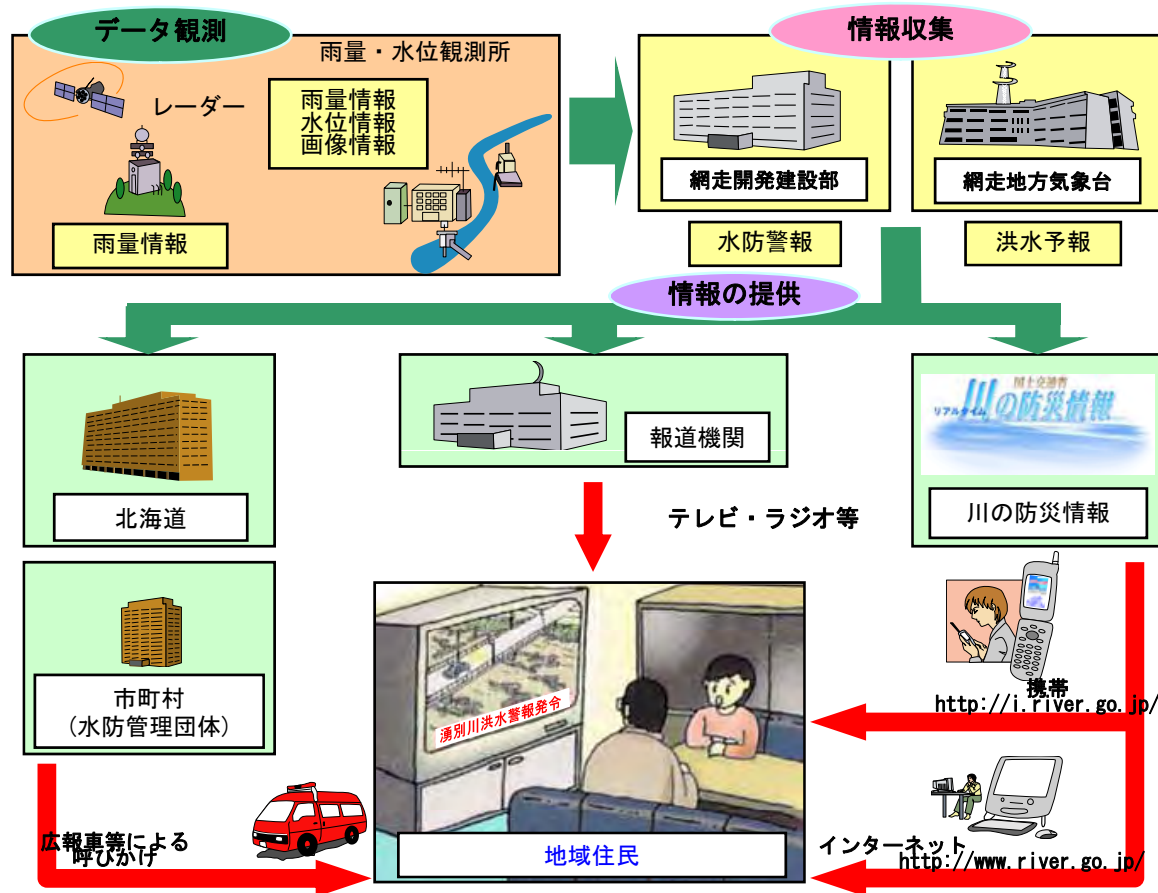 データ観測
情報収集
雨量・水位観測所
レーダー
雨量情報
水位情報
画像情報
雨量情報
網走開発建設部
網走地方気象台
水防警報
洪水予報
情報の提供
北海道
報道機関
国土交通省
リアルタイム川の防災情報
川の防災情報
テレビ・ラジオ等
市町村
(水防管理団体)
湧別川洪水警報発令
携帯
http://i.river.go.jp/
広報車等による
呼びかけ
地域住民
インターネット
http://www.river.go.jp/